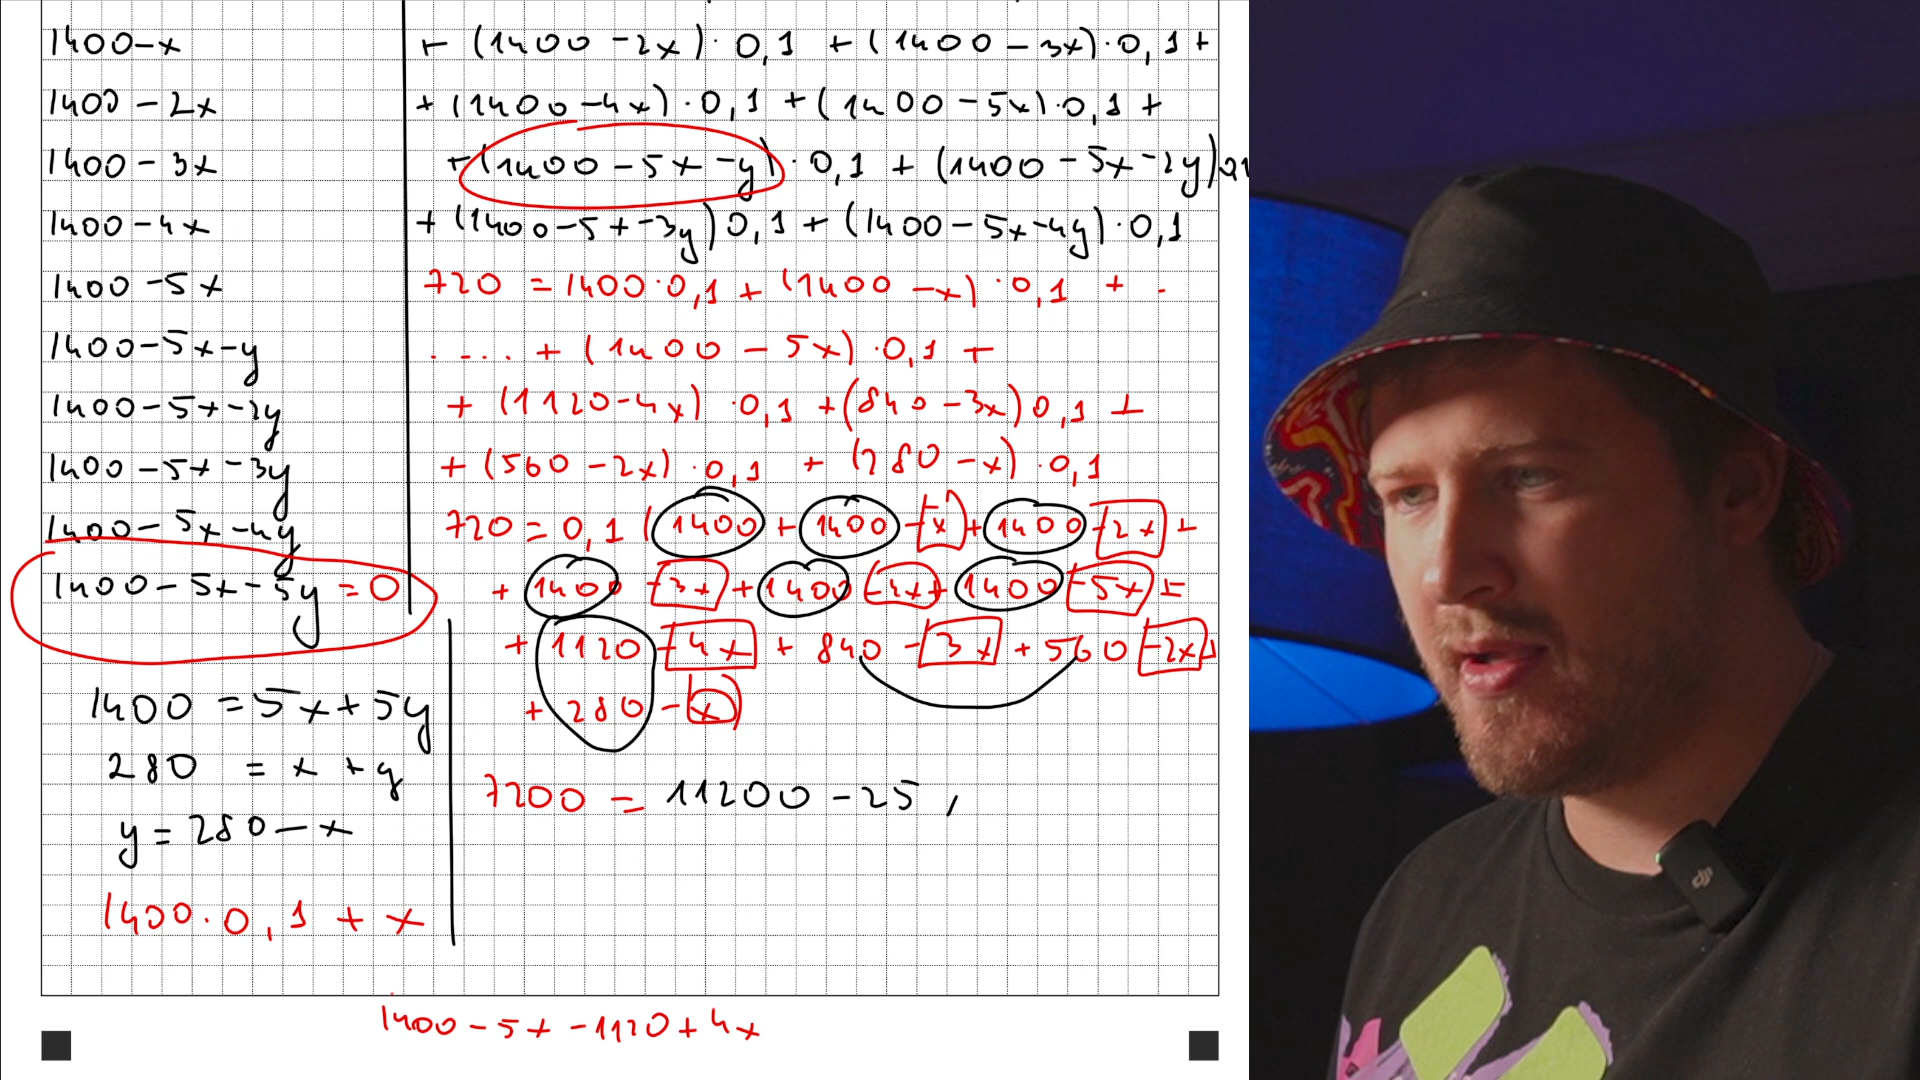 1400-x
1400-2x
1400-3x
1400-4x
1400-5x
1400-5x-y
1400-5x-2y
1400-5x-3y
1400-5x-4y
1400-5x-5y=0
1400=5x+5y
280=x+y
y=280-x
1400·0,1+x
+(1400-2x)·0,1+(1400-3x)·0,1+
+(1400-4x)·0,1+(1400-5x)·0,1+
+(1400-5x-y)·0,1+(1400-5x-2y)
+(1400-5x-3y)0,1+(1400-5x-4y)·0,1
720=1400·0,1+(1400-x)·0,1+.
....+(1400-5x)·0,1+
+(1120-4x)·0,1+(840-3x)0,1+
+(560-2x)·0,1+(280-x)·0,1
720=0,1(1400+1400-x+1400-2x+
+1400-3x+1400-4x+1400-5x+
+1120-4x+840-3x+560-2x+
+280-x)
7200=11200-25
1400-5x-1120+4x